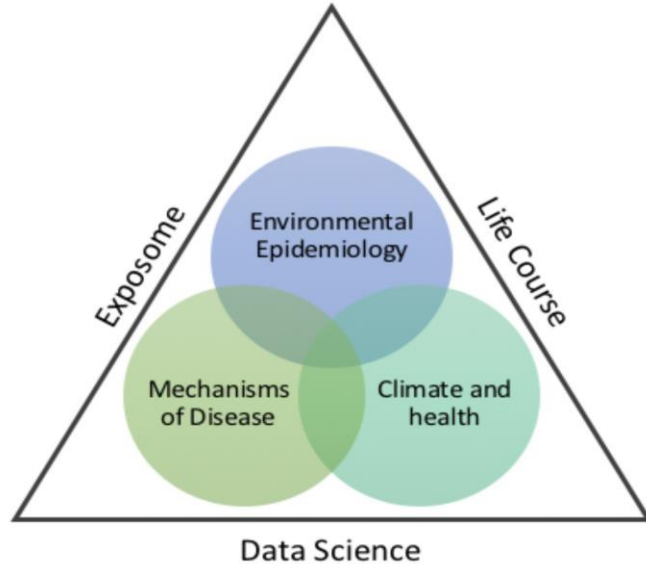 Exposome
Life Course
Environmental
Epidemiology
Mechanisms
of Disease
Climate and
health
Data Science